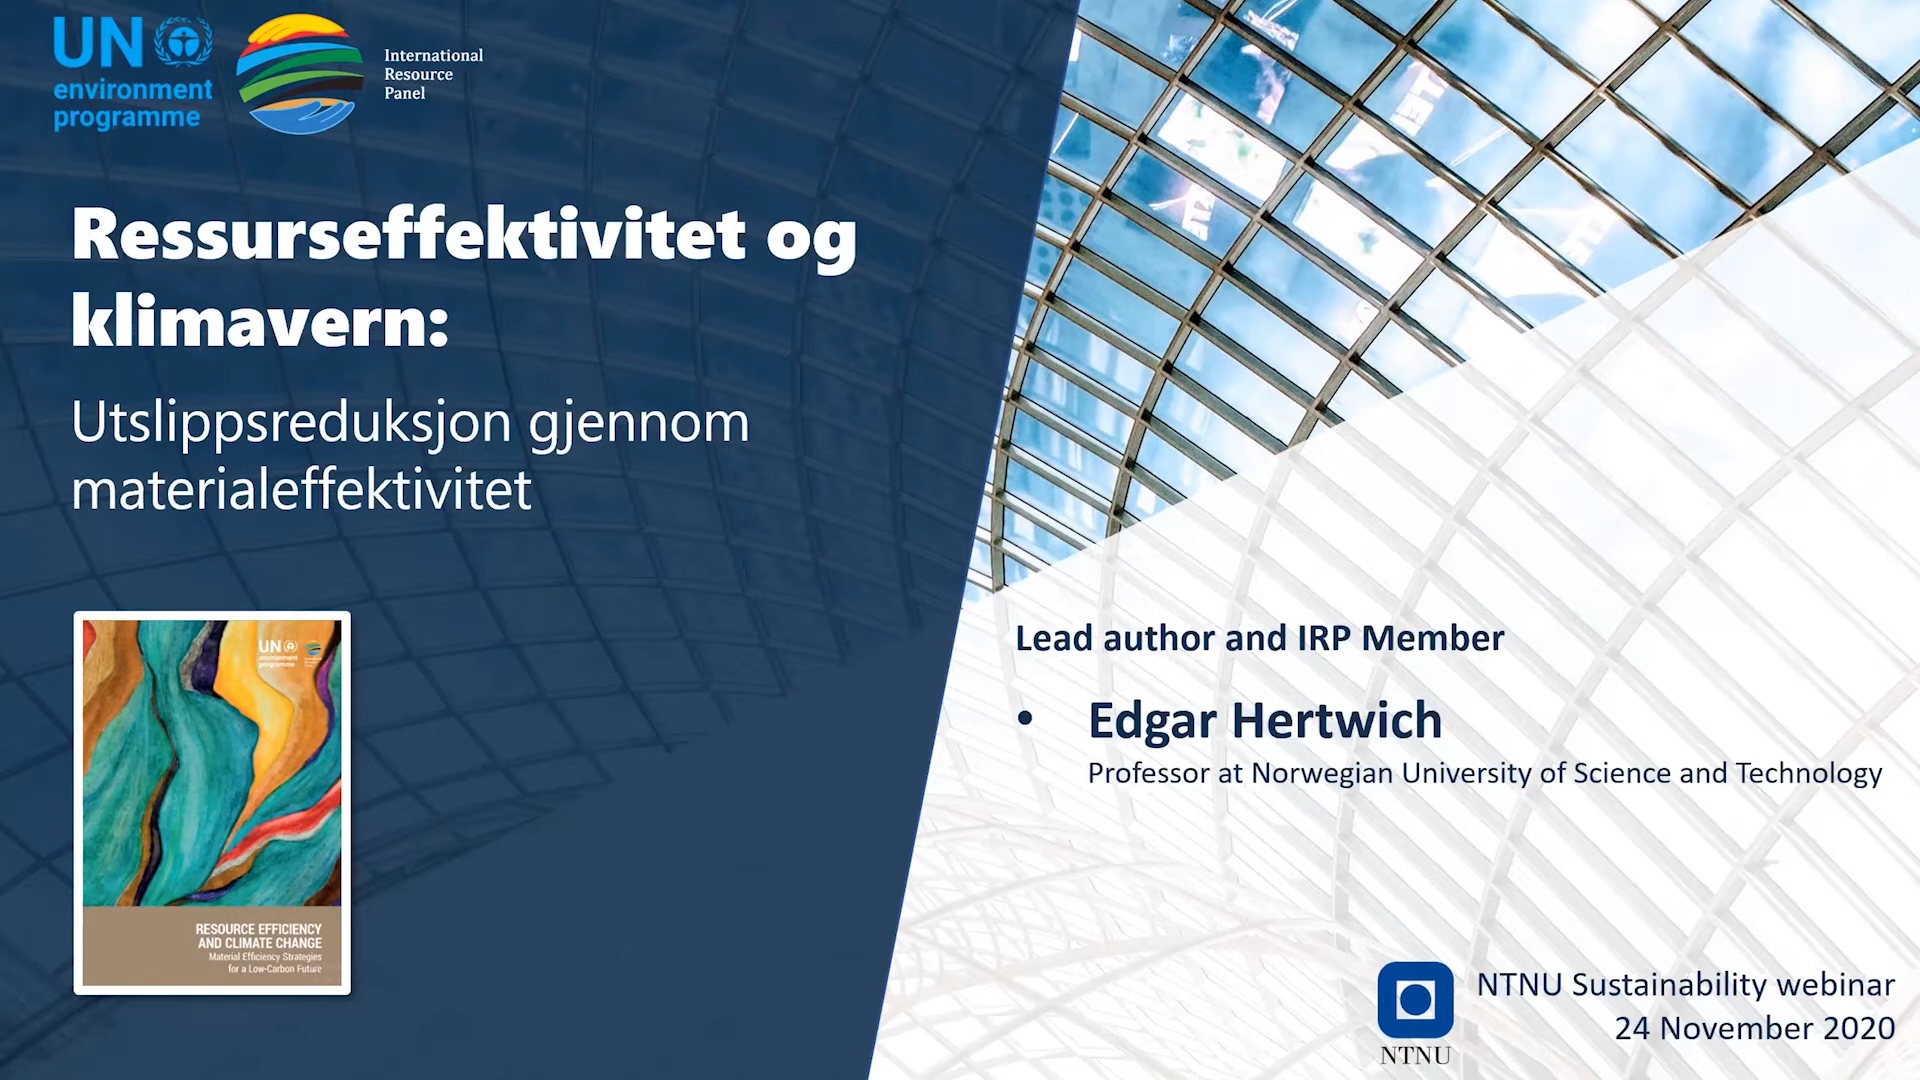 UN
environment
programme
International
Resource
Panel
Ressurseffektivitet og
klimavern:
Utslippsreduksjon gjennom
materialeffektivitet
UN
environment
programme
RESOURCE EFFICIENCY
AND CLIMATE CHANGE
Material Efficiency Strategies
for a Low-Carbon Future
Lead author and IRP Member
• Edgar Hertwich
Professor at Norwegian University of Science and Technology
NTNU
NTNU Sustainability webinar
24 November 2020